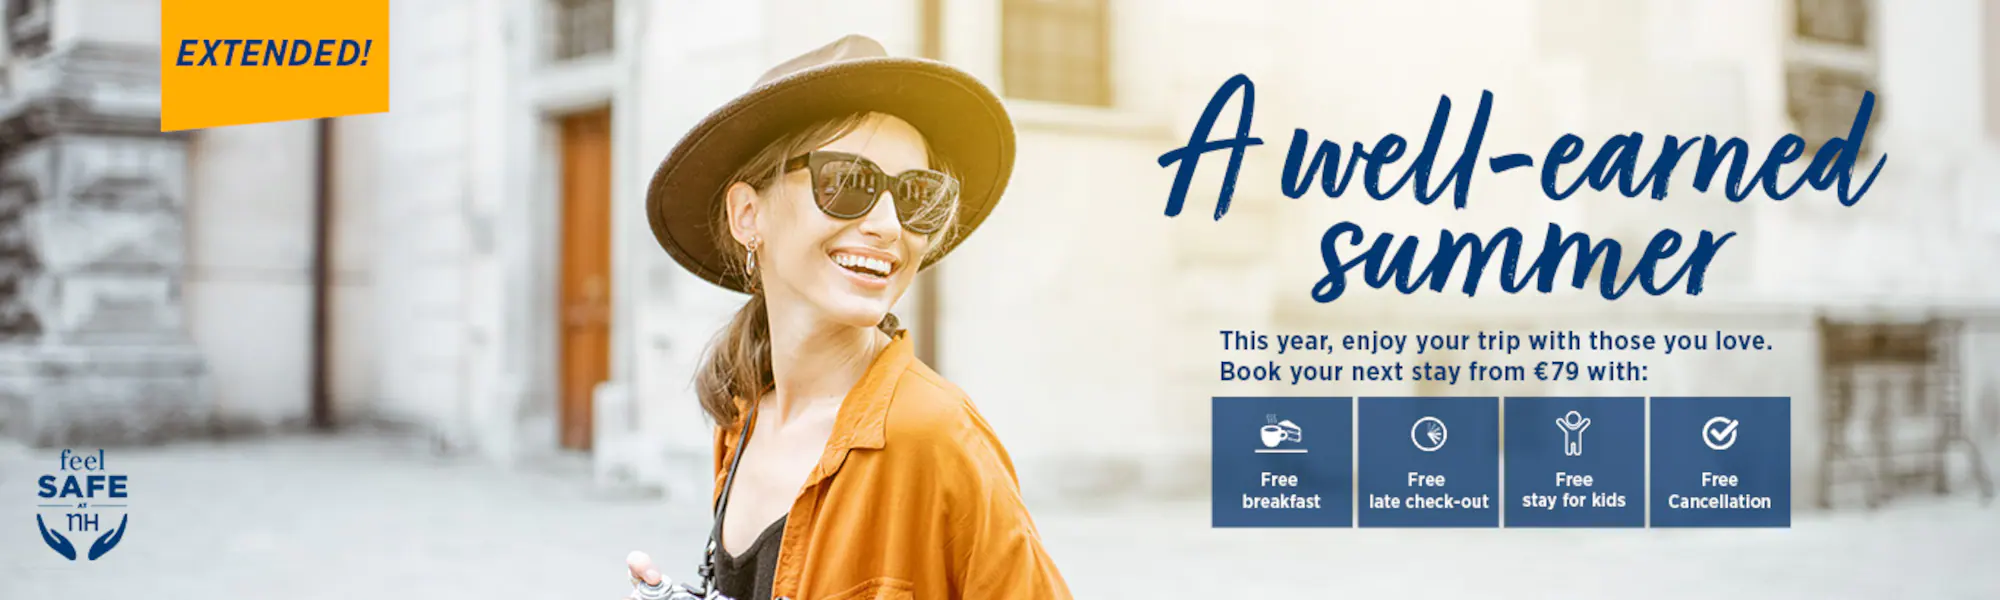 EXTENDED!
A well-earned
summer
This year, enjoy your trip with those you love.
Book your next stay from €79 with:
Free
breakfast
Free
late check-out
Free
stay for kids
Free
Cancellation
feel
SAFE
AT
nH